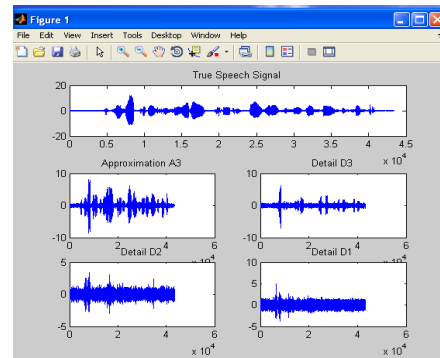 Figure 1
File Edit View Insert Tools Desktop Window Help
True Speech Signal
20
0
-20
0 0.5 1 1.5 2 2.5 3 3.5 4 4.5
x 10^4
Approximation A3
10
0
-10
0 2 4 6
x 10^4
Detail D3
10
0
-10
0 2 4 6
x 10^4
Detail D2
5
0
-5
0 2 4 6
x 10^4
Detail D1
10
5
0
-5
0 2 4 6
x 10^4